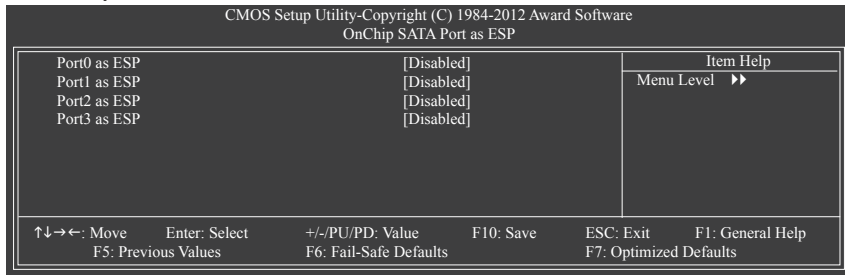 CMOS Setup Utility-Copyright (C) 1984-2012 Award Software
OnChip SATA Port as ESP
Port0 as ESP [Disabled]
Port1 as ESP [Disabled]
Port2 as ESP [Disabled]
Port3 as ESP [Disabled]
Item Help
Menu Level ▶▶
↑↓→←: Move Enter: Select +/-/PU/PD: Value F10: Save ESC: Exit F1: General Help
F5: Previous Values F6: Fail-Safe Defaults F7: Optimized Defaults